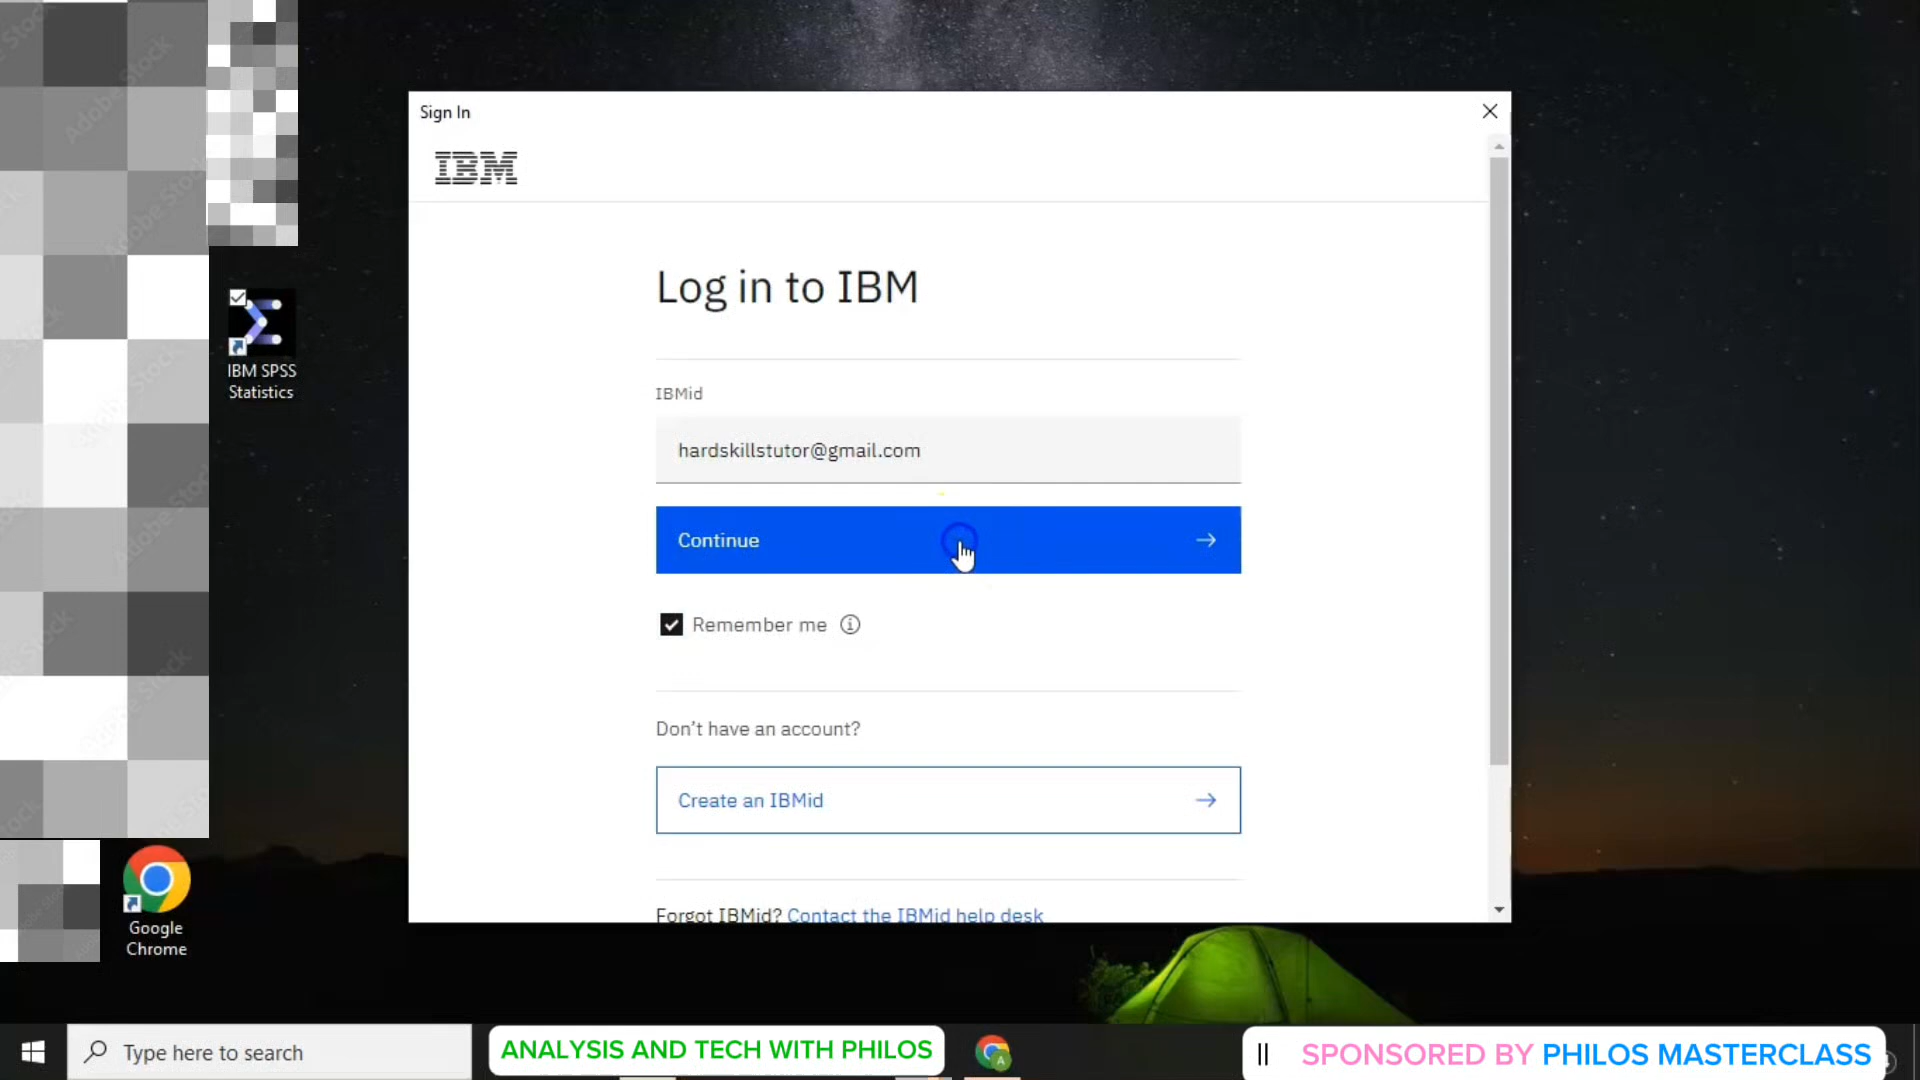 Sign In
IBM
Log in to IBM
IBMid
hardskillstutor@gmail.com
Continue
Remember me
Don't have an account?
Create an IBMid
Forgot IBMid? Contact the IBMid help desk
IBM SPSS
Statistics
Google
Chrome
Type here to search
ANALYSIS AND TECH WITH PHILOS
A
SPONSORED BY PHILOS MASTERCLASS
Adobe Stock